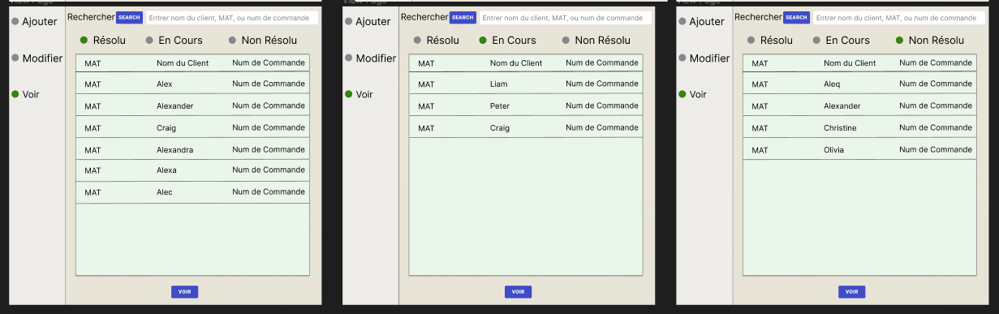 View Page
Rechercher SEARCH Entrer nom du client, MAT, ou num de commande
Ajouter
Résolu En Cours Non Résolu
Modifier
MAT Nom du Client Num de Commande
MAT Alex Num de Commande
Voir
MAT Alexander Num de Commande
MAT Craig Num de Commande
MAT Alexandra Num de Commande
MAT Alexa Num de Commande
MAT Alec Num de Commande
VOIR
View Page
Rechercher SEARCH Entrer nom du client, MAT, ou num de commande
Ajouter
Résolu En Cours Non Résolu
Modifier
MAT Nom du Client Num de Commande
MAT Liam Num de Commande
Voir
MAT Peter Num de Commande
MAT Craig Num de Commande
VOIR
View Page
Rechercher SEARCH Entrer nom du client, MAT, ou num de commande
Ajouter
Résolu En Cours Non Résolu
Modifier
MAT Nom du Client Num de Commande
MAT Aleq Num de Commande
Voir
MAT Alexander Num de Commande
MAT Christine Num de Commande
MAT Olivia Num de Commande
VOIR